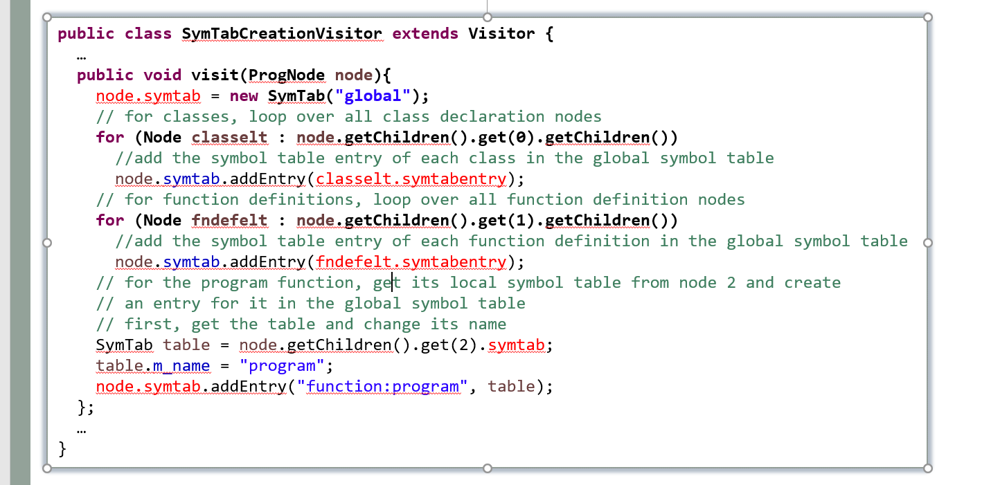 public class SymTabCreationVisitor extends Visitor {
…
public void visit(ProgNode node){
node.symtab = new SymTab("global");
// for classes, loop over all class declaration nodes
for (Node classelt : node.getChildren().get(0).getChildren())
//add the symbol table entry of each class in the global symbol table
node.symtab.addEntry(classelt.symtabentry);
// for function definitions, loop over all function definition nodes
for (Node fndefelt : node.getChildren().get(1).getChildren())
//add the symbol table entry of each function definition in the global symbol table
node.symtab.addEntry(fndefelt.symtabentry);
// for the program function, get its local symbol table from node 2 and create
// an entry for it in the global symbol table
// first, get the table and change its name
SymTab table = node.getChildren().get(2).symtab;
table.m_name = "program";
node.symtab.addEntry("function:program", table);
};
…
}